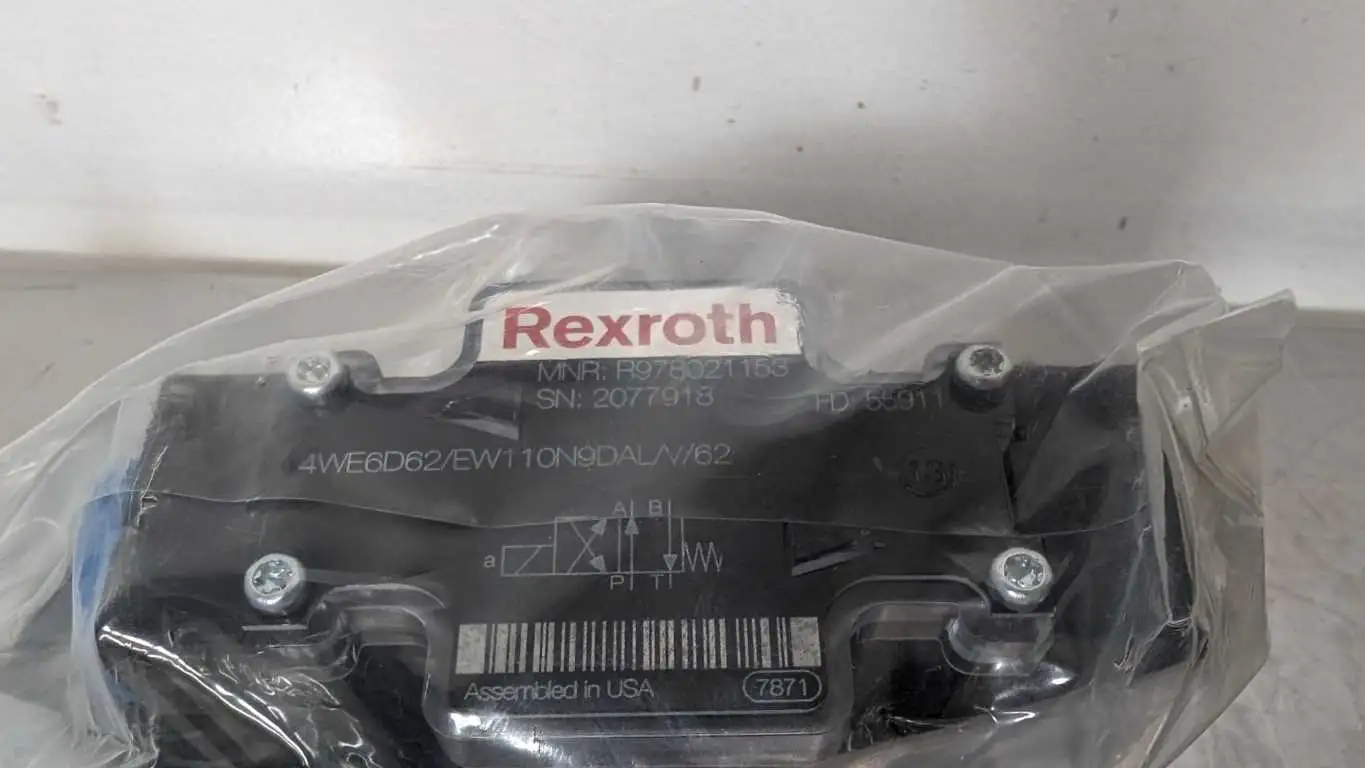 Rexroth
MNR: R978021153
SN: 2077918
FD: 55911
4WE6D62/EW110N9DAL/V/62
A B
a
P T
Assembled in USA
7871